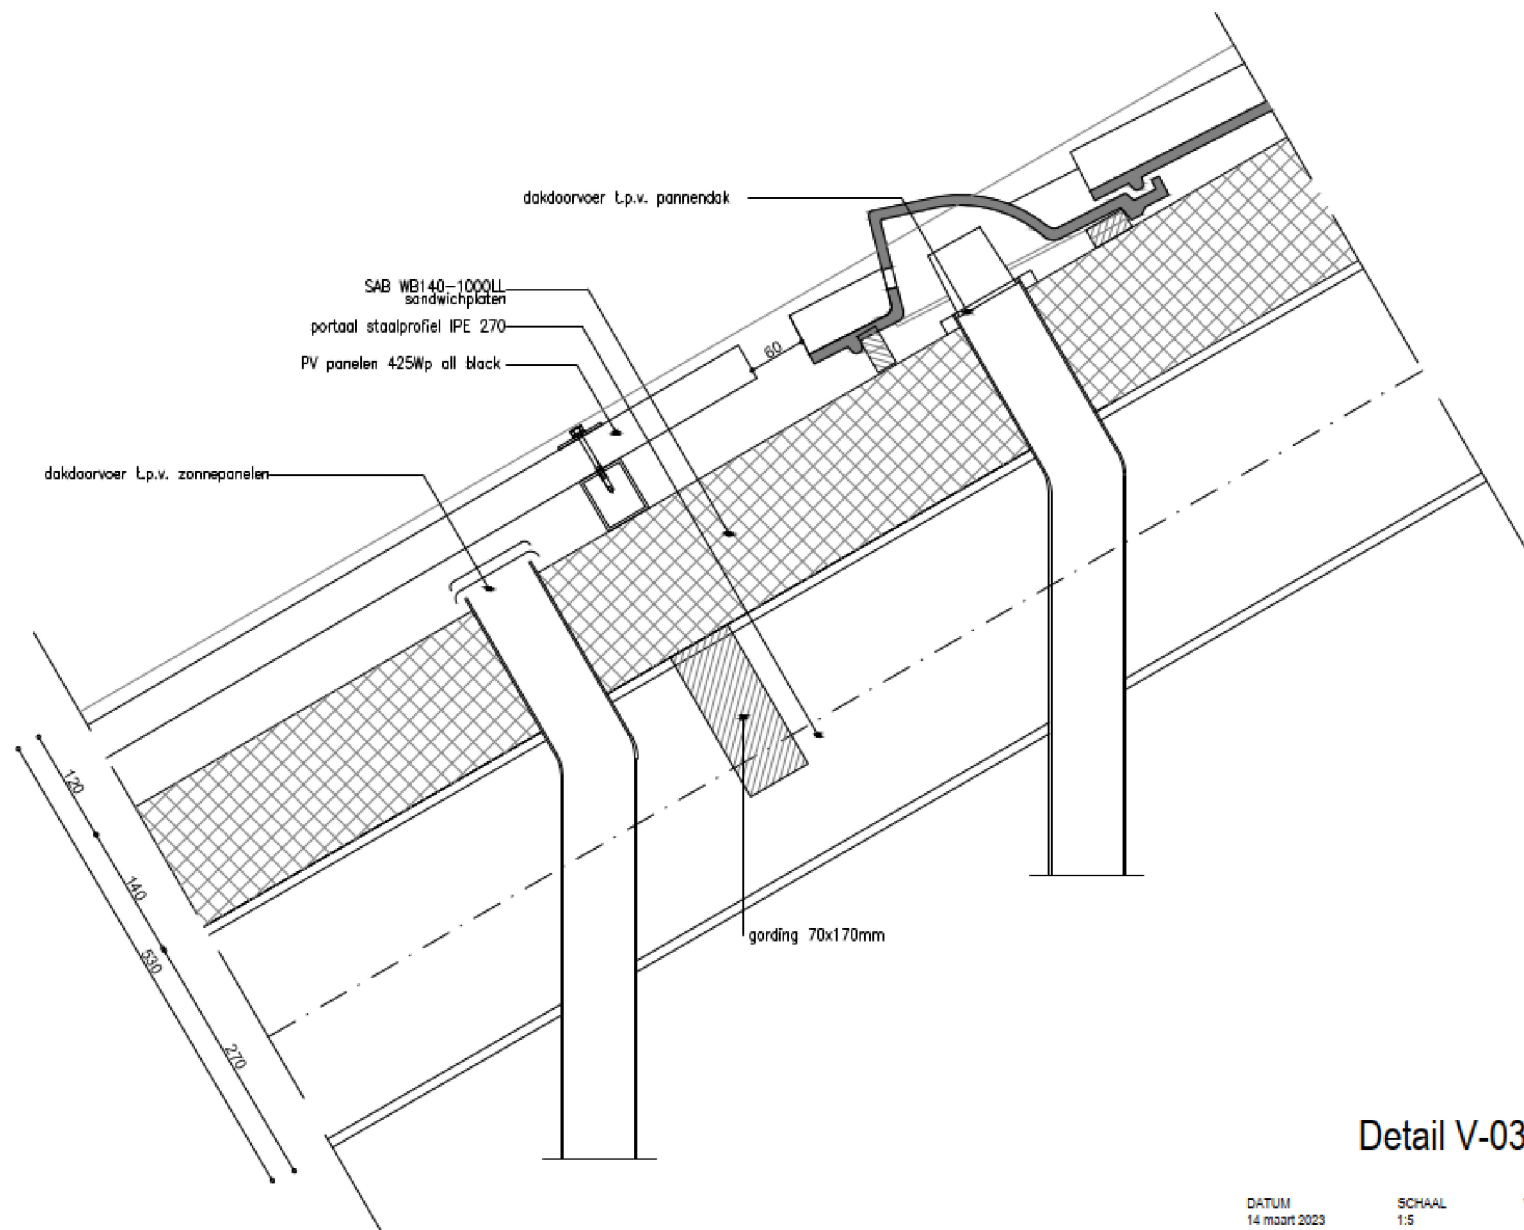 dakdoorvoer t.p.v. pannendak
SAB WB140-1000LL
sandwichplaten
portaal staalprofiel IPE 270
PV panelen 425Wp all black
60
dakdoorvoer t.p.v. zonnepanelen
120
140
530
270
gording 70x170mm
Detail V-03
DATUM
14 maart 2023
SCHAAL
1:5